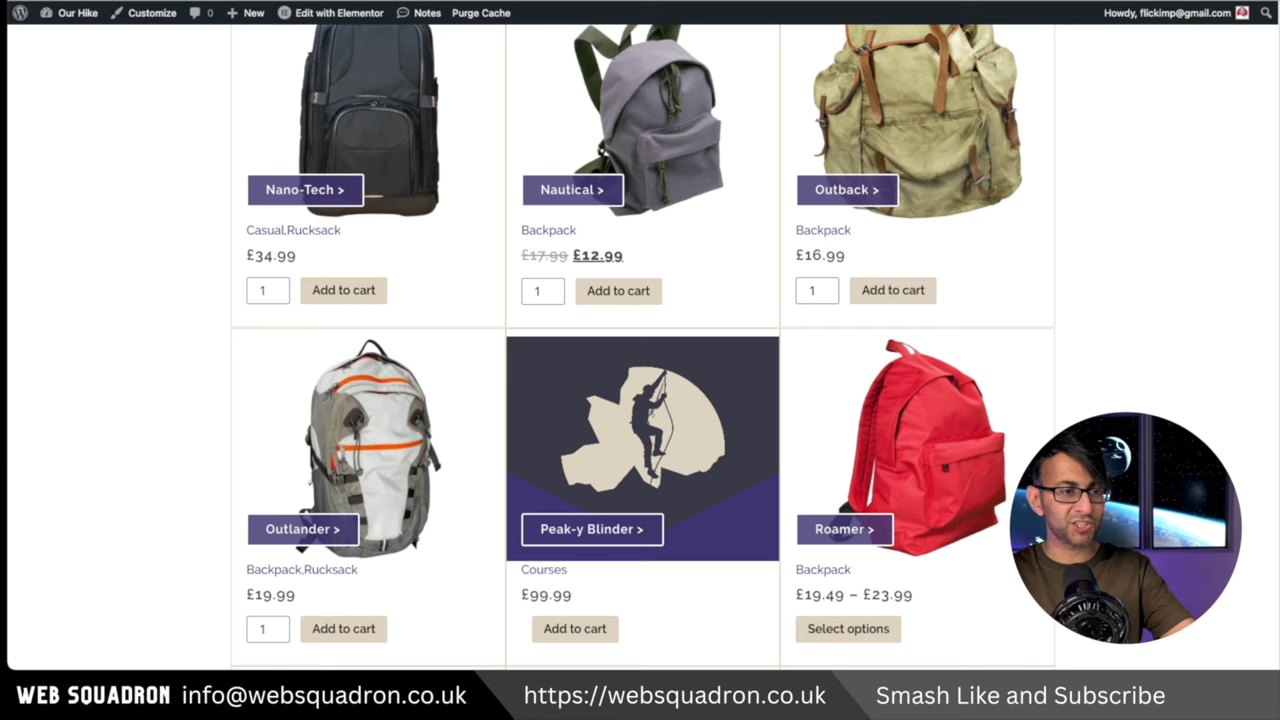 Our Hike Customize 0 New Edit with Elementor Notes Purge Cache Howdy, flickimp@gmail.com
Nano-Tech > Nautical > Outback >
Casual,Rucksack Backpack Backpack
£34.99 £17.99 £12.99 £16.99
1 Add to cart 1 Add to cart 1 Add to cart
Outlander > Peak-y Blinder > Roamer >
Backpack,Rucksack Courses Backpack
£19.99 £99.99 £19.49 – £23.99
1 Add to cart Add to cart Select options
WEB SQUADRON info@websquadron.co.uk https://websquadron.co.uk Smash Like and Subscribe